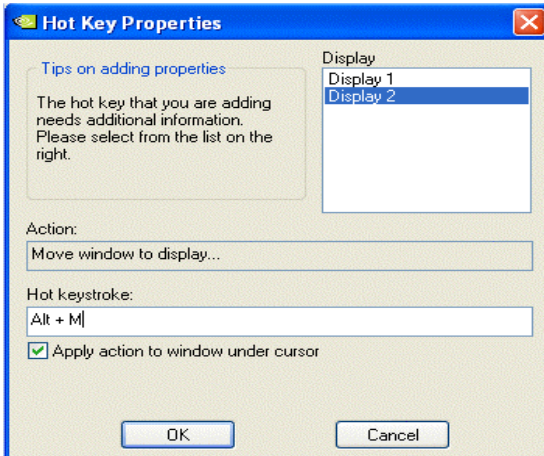 Hot Key Properties
Tips on adding properties
The hot key that you are adding
needs additional information.
Please select from the list on the
right.
Display
Display 1
Display 2
Action:
Move window to display...
Hot keystroke:
Alt + M
Apply action to window under cursor
OK
Cancel